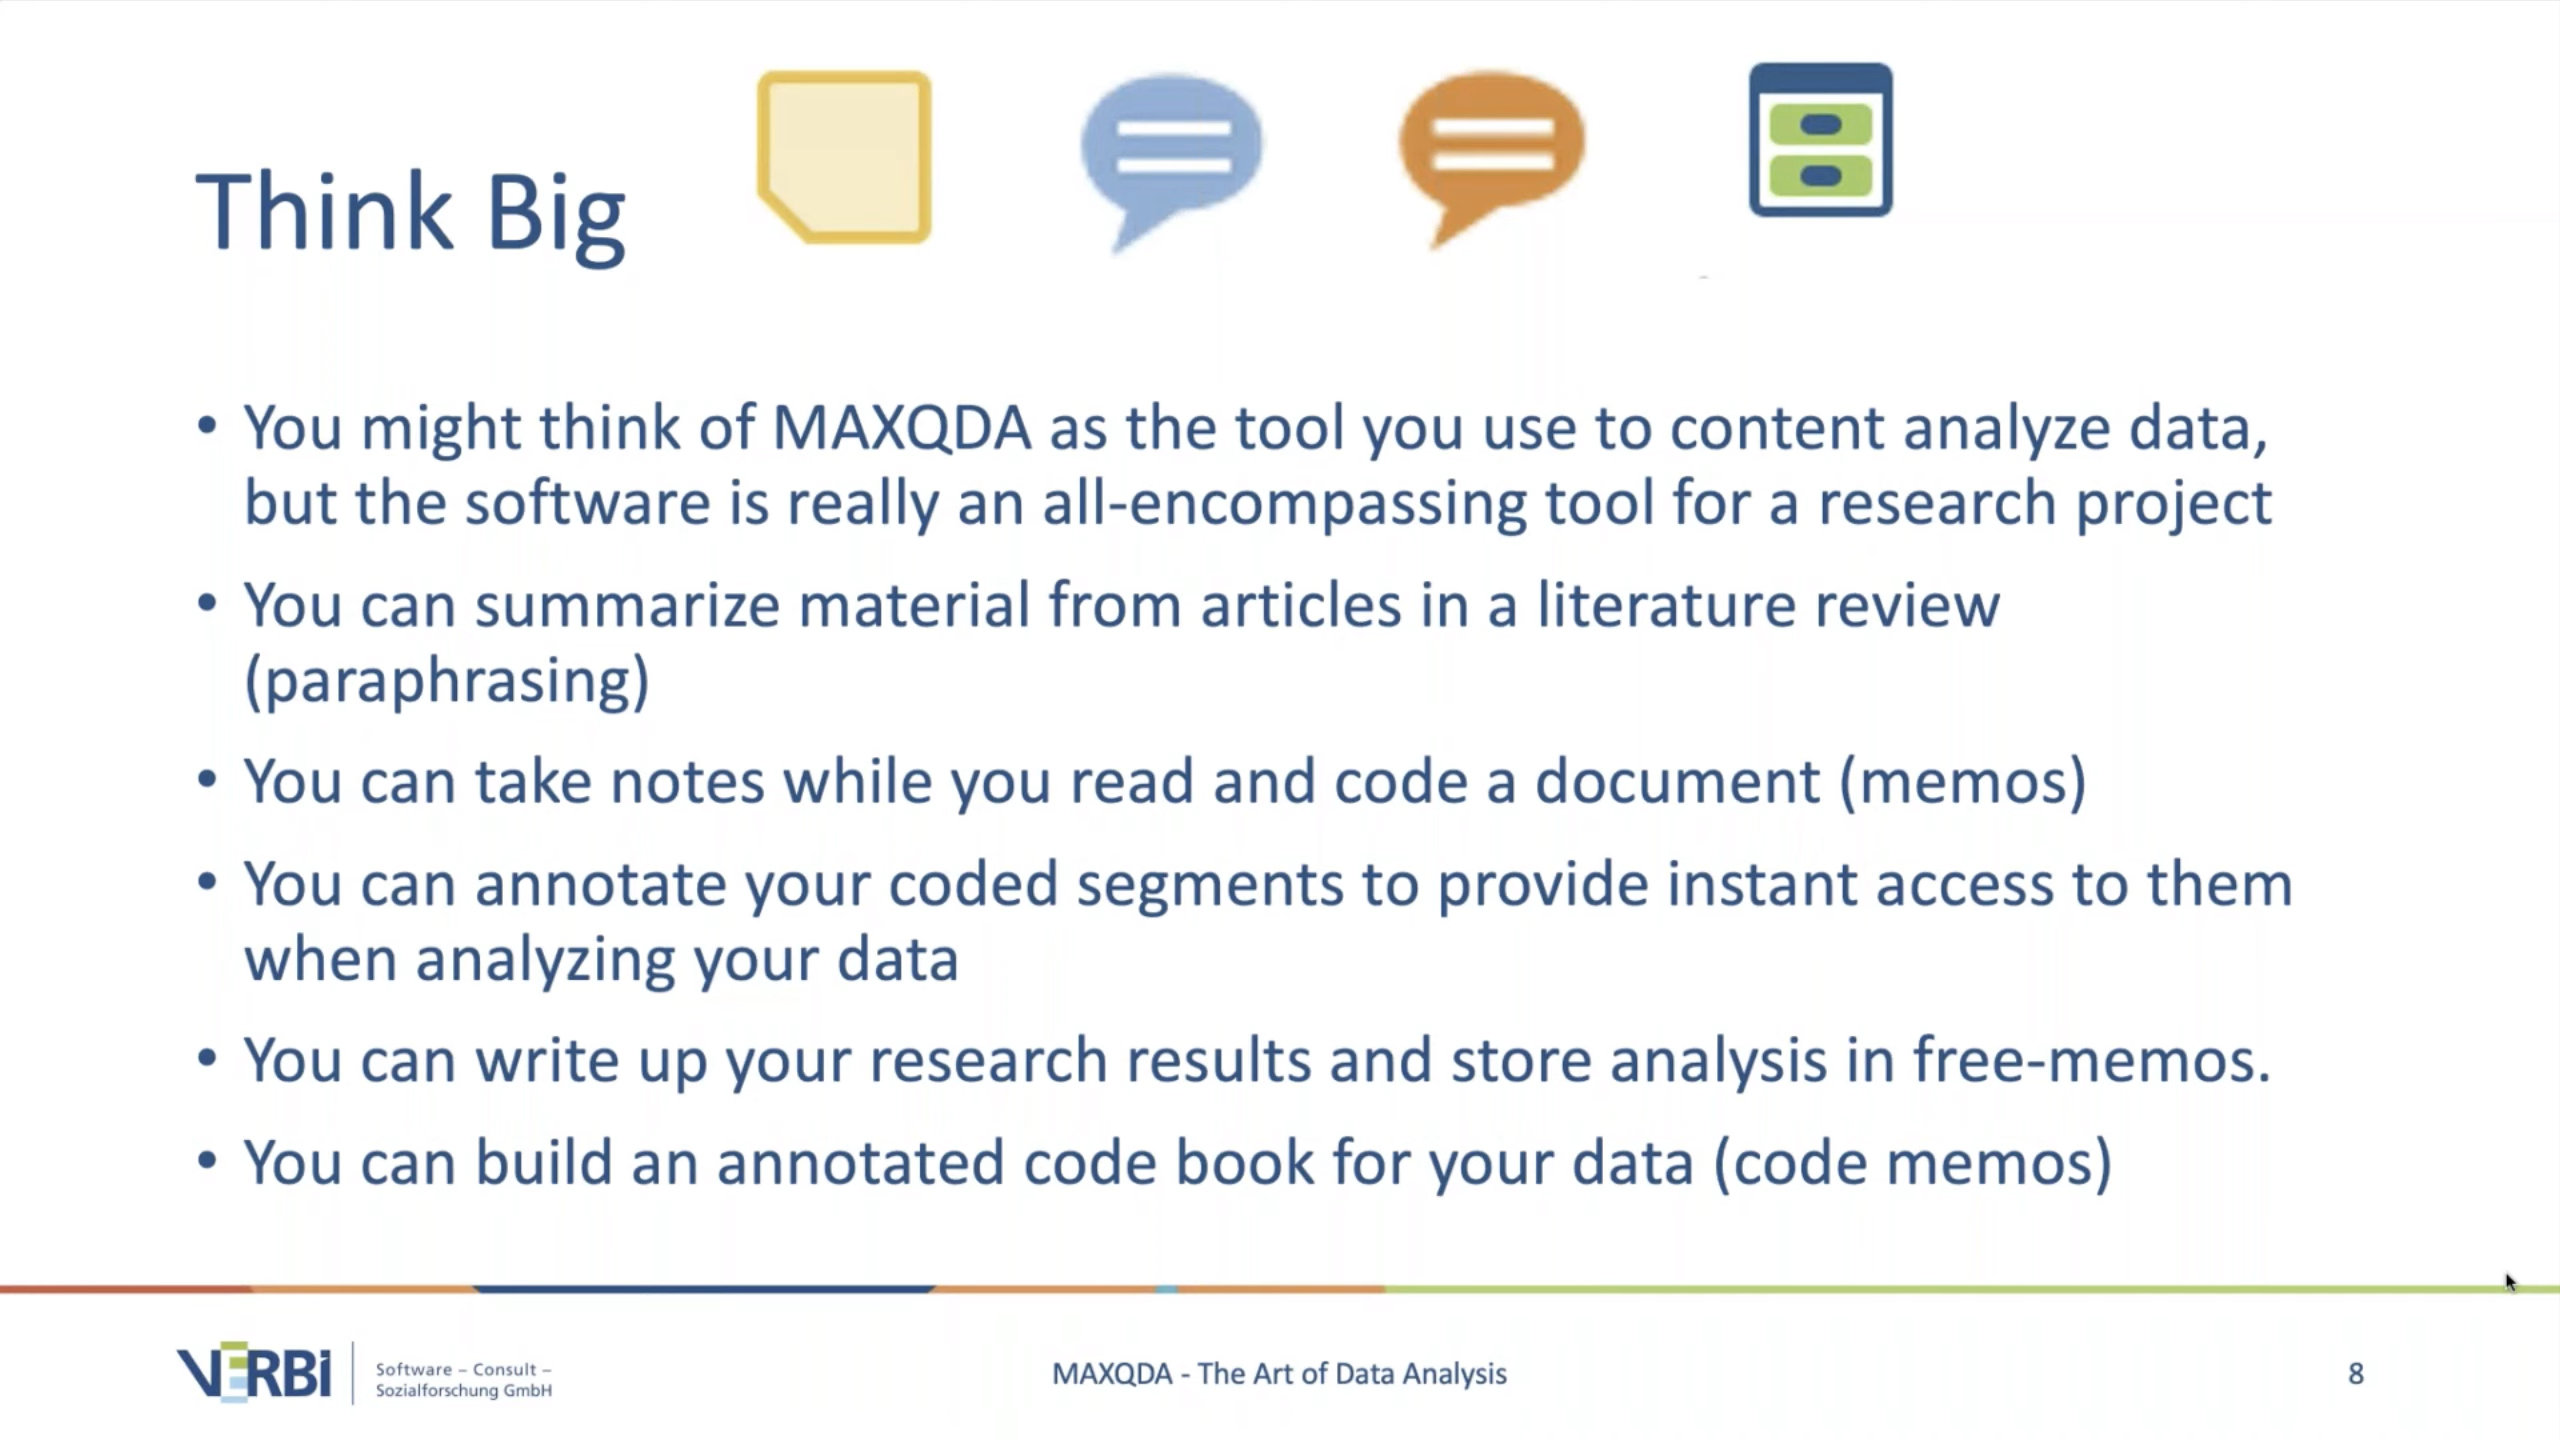 Think Big
• You might think of MAXQDA as the tool you use to content analyze data,
but the software is really an all-encompassing tool for a research project
• You can summarize material from articles in a literature review
(paraphrasing)
• You can take notes while you read and code a document (memos)
• You can annotate your coded segments to provide instant access to them
when analyzing your data
• You can write up your research results and store analysis in free-memos.
• You can build an annotated code book for your data (code memos)
VERBI
Software – Consult –
Sozialforschung GmbH
MAXQDA - The Art of Data Analysis
8